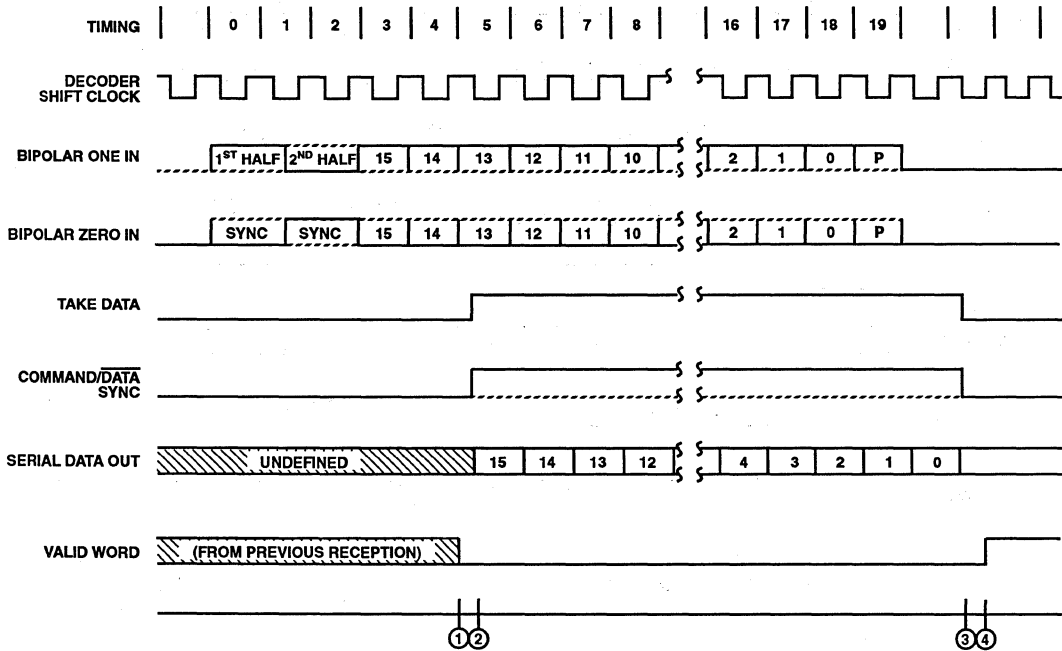 TIMING 0 1 2 3 4 5 6 7 8 16 17 18 19
DECODER
SHIFT CLOCK
BIPOLAR ONE IN 1ST HALF 2ND HALF 15 14 13 12 11 10 2 1 0 P
BIPOLAR ZERO IN SYNC SYNC 15 14 13 12 11 10 2 1 0 P
TAKE DATA
COMMAND/DATA
SYNC
SERIAL DATA OUT UNDEFINED 15 14 13 12 4 3 2 1 0
VALID WORD (FROM PREVIOUS RECEPTION)
1 2 3 4